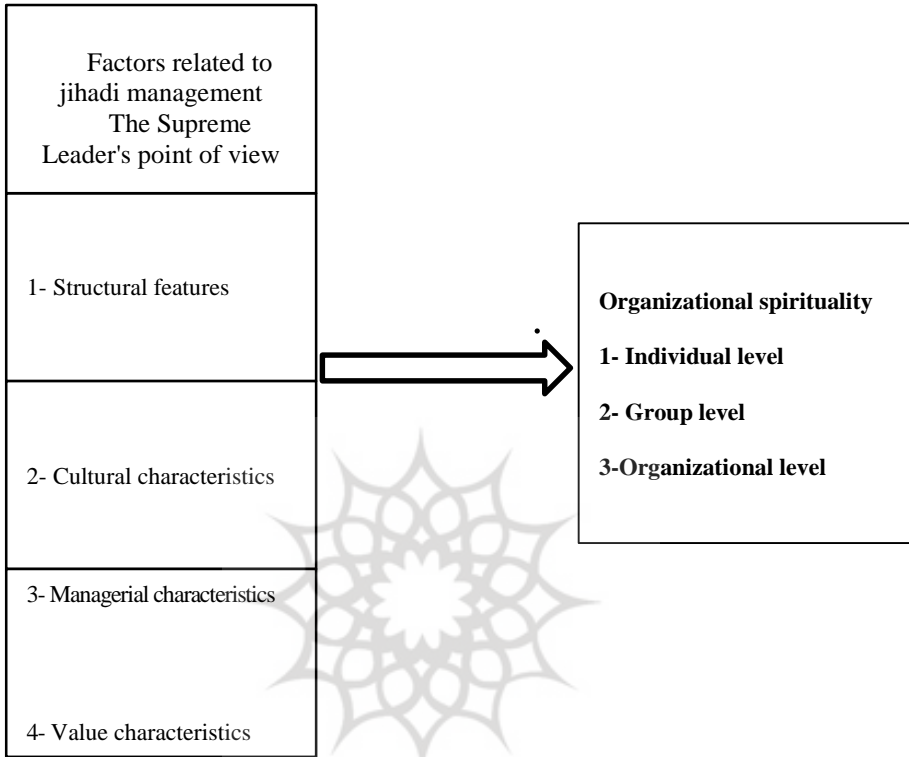 Factors related to
jihadi management
The Supreme
Leader's point of view
1- Structural features
2- Cultural characteristics
3- Managerial characteristics
4- Value characteristics
Organizational spirituality
1- Individual level
2- Group level
3-Organizational level